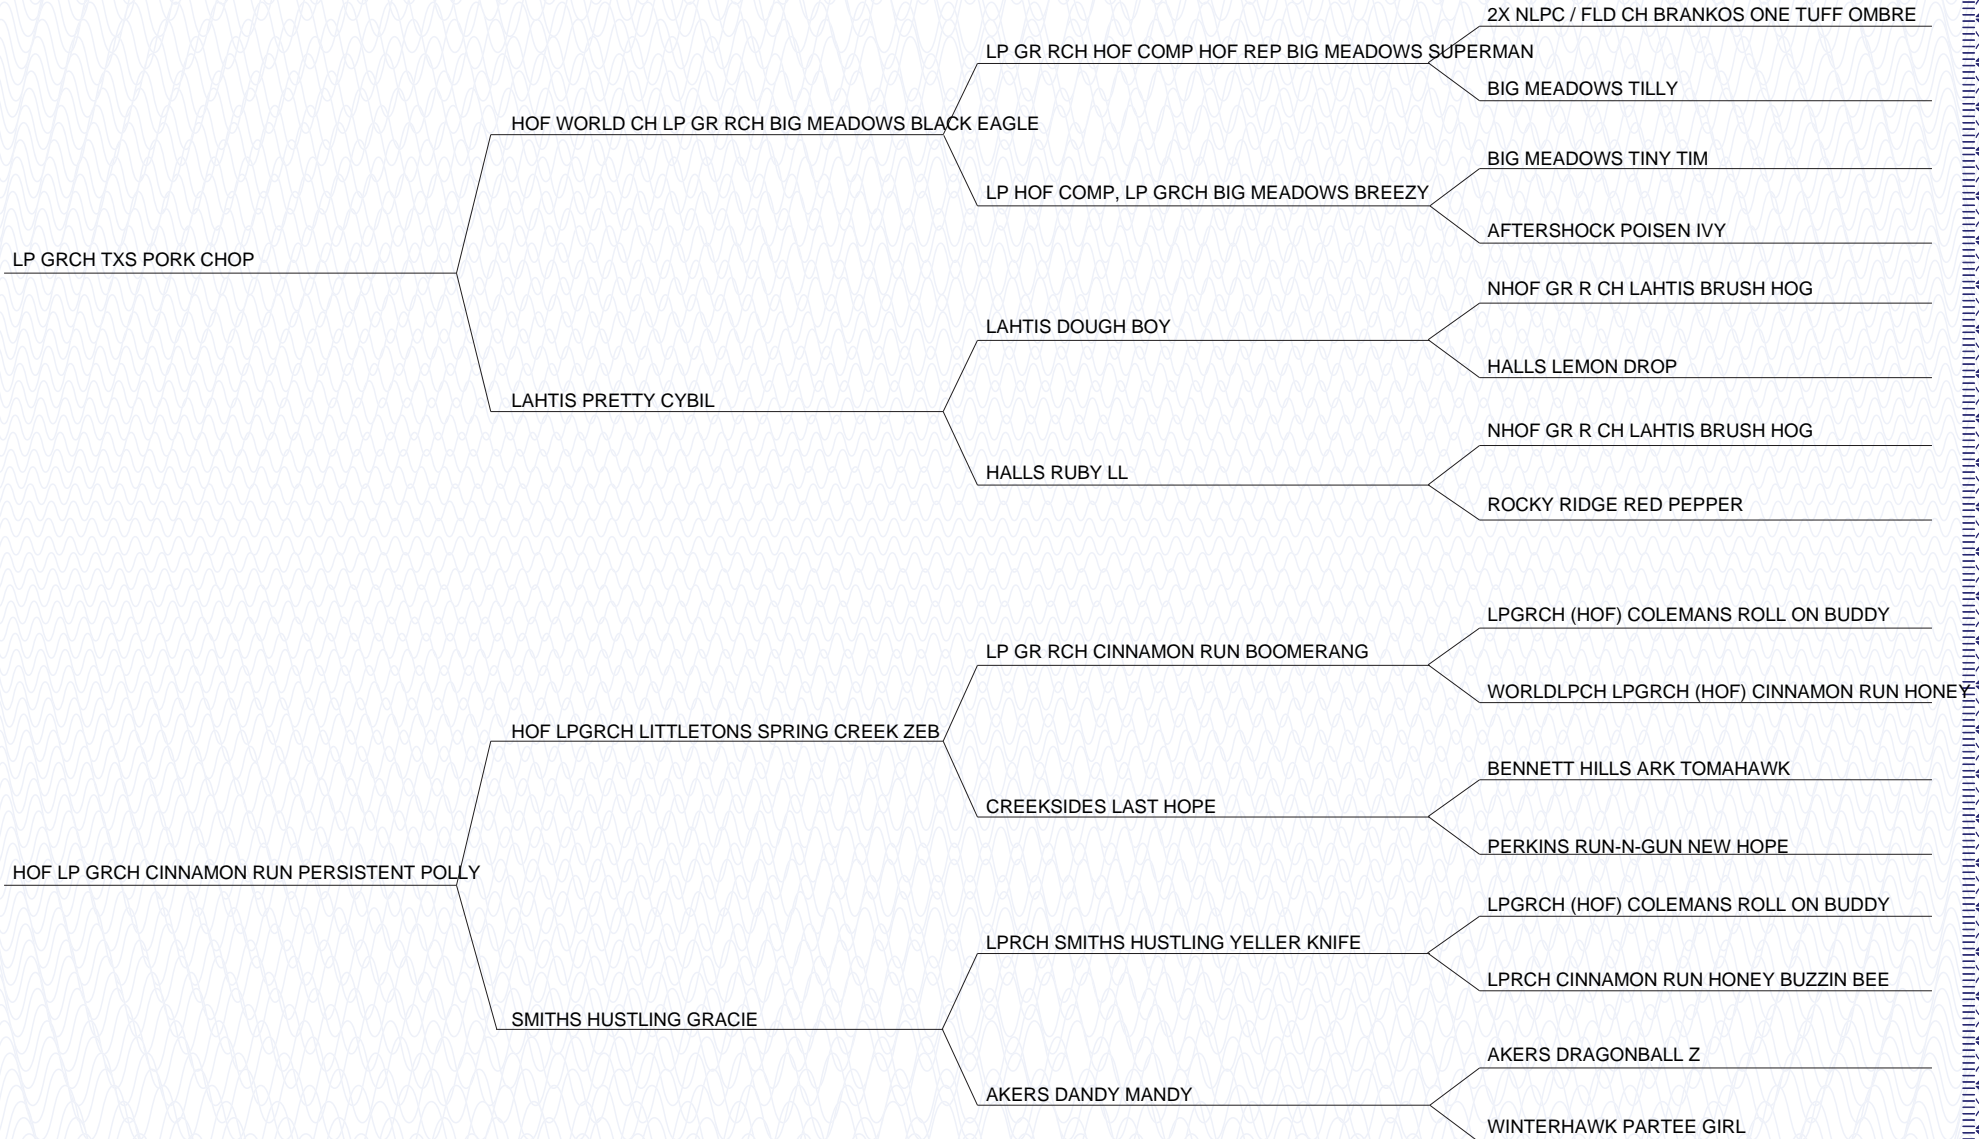 2X NLPC / FLD CH BRANKOS ONE TUFF OMBRE
LP GR RCH HOF COMP HOF REP BIG MEADOWS SUPERMAN
BIG MEADOWS TILLY
HOF WORLD CH LP GR RCH BIG MEADOWS BLACK EAGLE
BIG MEADOWS TINY TIM
LP HOF COMP, LP GRCH BIG MEADOWS BREEZY
AFTERSHOCK POISEN IVY
LP GRCH TXS PORK CHOP
NHOF GR R CH LAHTIS BRUSH HOG
LAHTIS DOUGH BOY
HALLS LEMON DROP
LAHTIS PRETTY CYBIL
NHOF GR R CH LAHTIS BRUSH HOG
HALLS RUBY LL
ROCKY RIDGE RED PEPPER
LPGRCH (HOF) COLEMANS ROLL ON BUDDY
LP GR RCH CINNAMON RUN BOOMERANG
WORLDLPCH LPGRCH (HOF) CINNAMON RUN HONEY
HOF LPGRCH LITTLETONS SPRING CREEK ZEB
BENNETT HILLS ARK TOMAHAWK
CREEKSIDES LAST HOPE
PERKINS RUN-N-GUN NEW HOPE
HOF LP GRCH CINNAMON RUN PERSISTENT POLLY
LPGRCH (HOF) COLEMANS ROLL ON BUDDY
LPRCH SMITHS HUSTLING YELLER KNIFE
LPRCH CINNAMON RUN HONEY BUZZIN BEE
SMITHS HUSTLING GRACIE
AKERS DRAGONBALL Z
AKERS DANDY MANDY
WINTERHAWK PARTEE GIRL